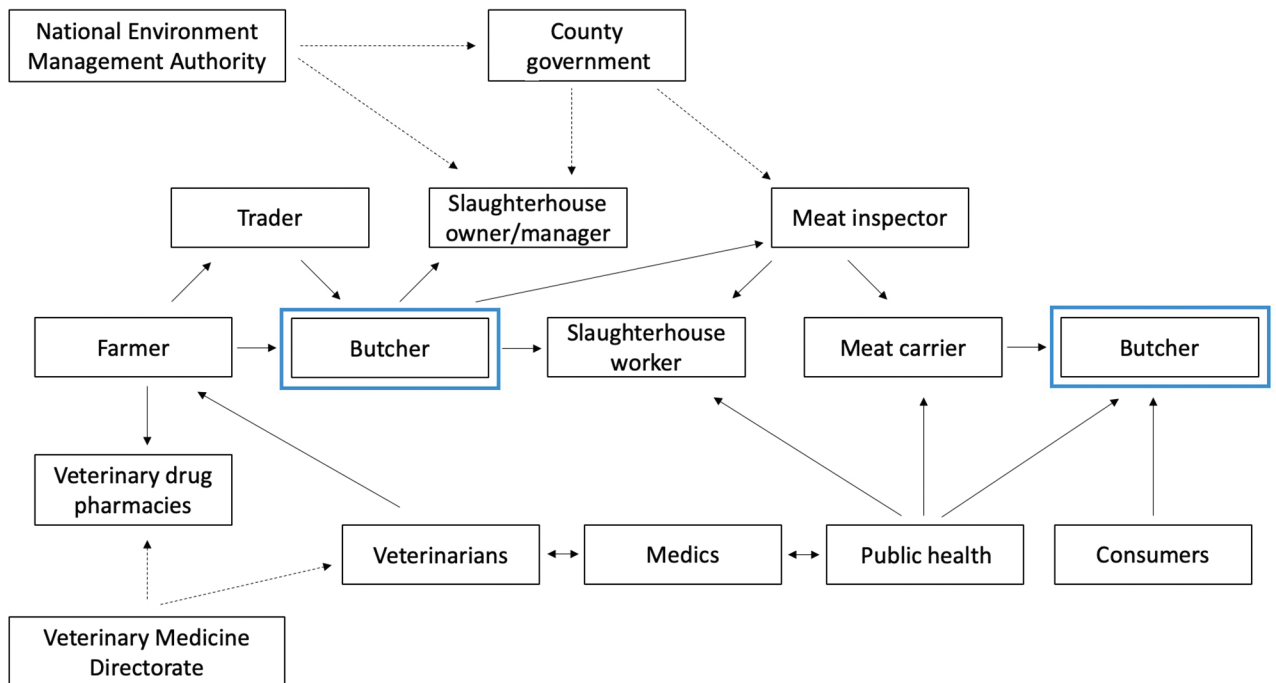 National Environment
Management Authority
County
government
Trader
Slaughterhouse
owner/manager
Meat inspector
Farmer
Butcher
Slaughterhouse
worker
Meat carrier
Butcher
Veterinary drug
pharmacies
Veterinarians
Medics
Public health
Consumers
Veterinary Medicine
Directorate